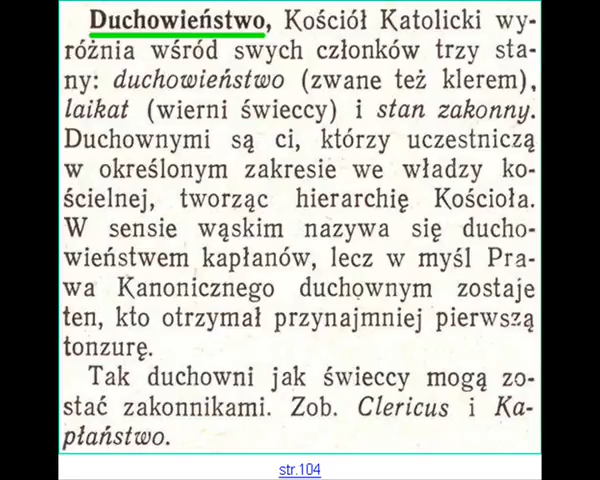 Duchowieństwo, Kościół Katolicki wy-
różnia wśród swych członków trzy sta-
ny: duchowieństwo (zwane też klerem),
laikat (wierni świeccy) i stan zakonny.
Duchownymi są ci, którzy uczestniczą
w określonym zakresie we władzy ko-
ścielnej, tworząc hierarchię Kościoła.
W sensie wąskim nazywa się ducho-
wieństwem kapłanów, lecz w myśl Pra-
wa Kanonicznego duchownym zostaje
ten, kto otrzymał przynajmniej pierwszą
tonzurę.
Tak duchowni jak świeccy mogą zo-
stać zakonnikami. Zob. Clericus i Ka-
płaństwo.
str.104